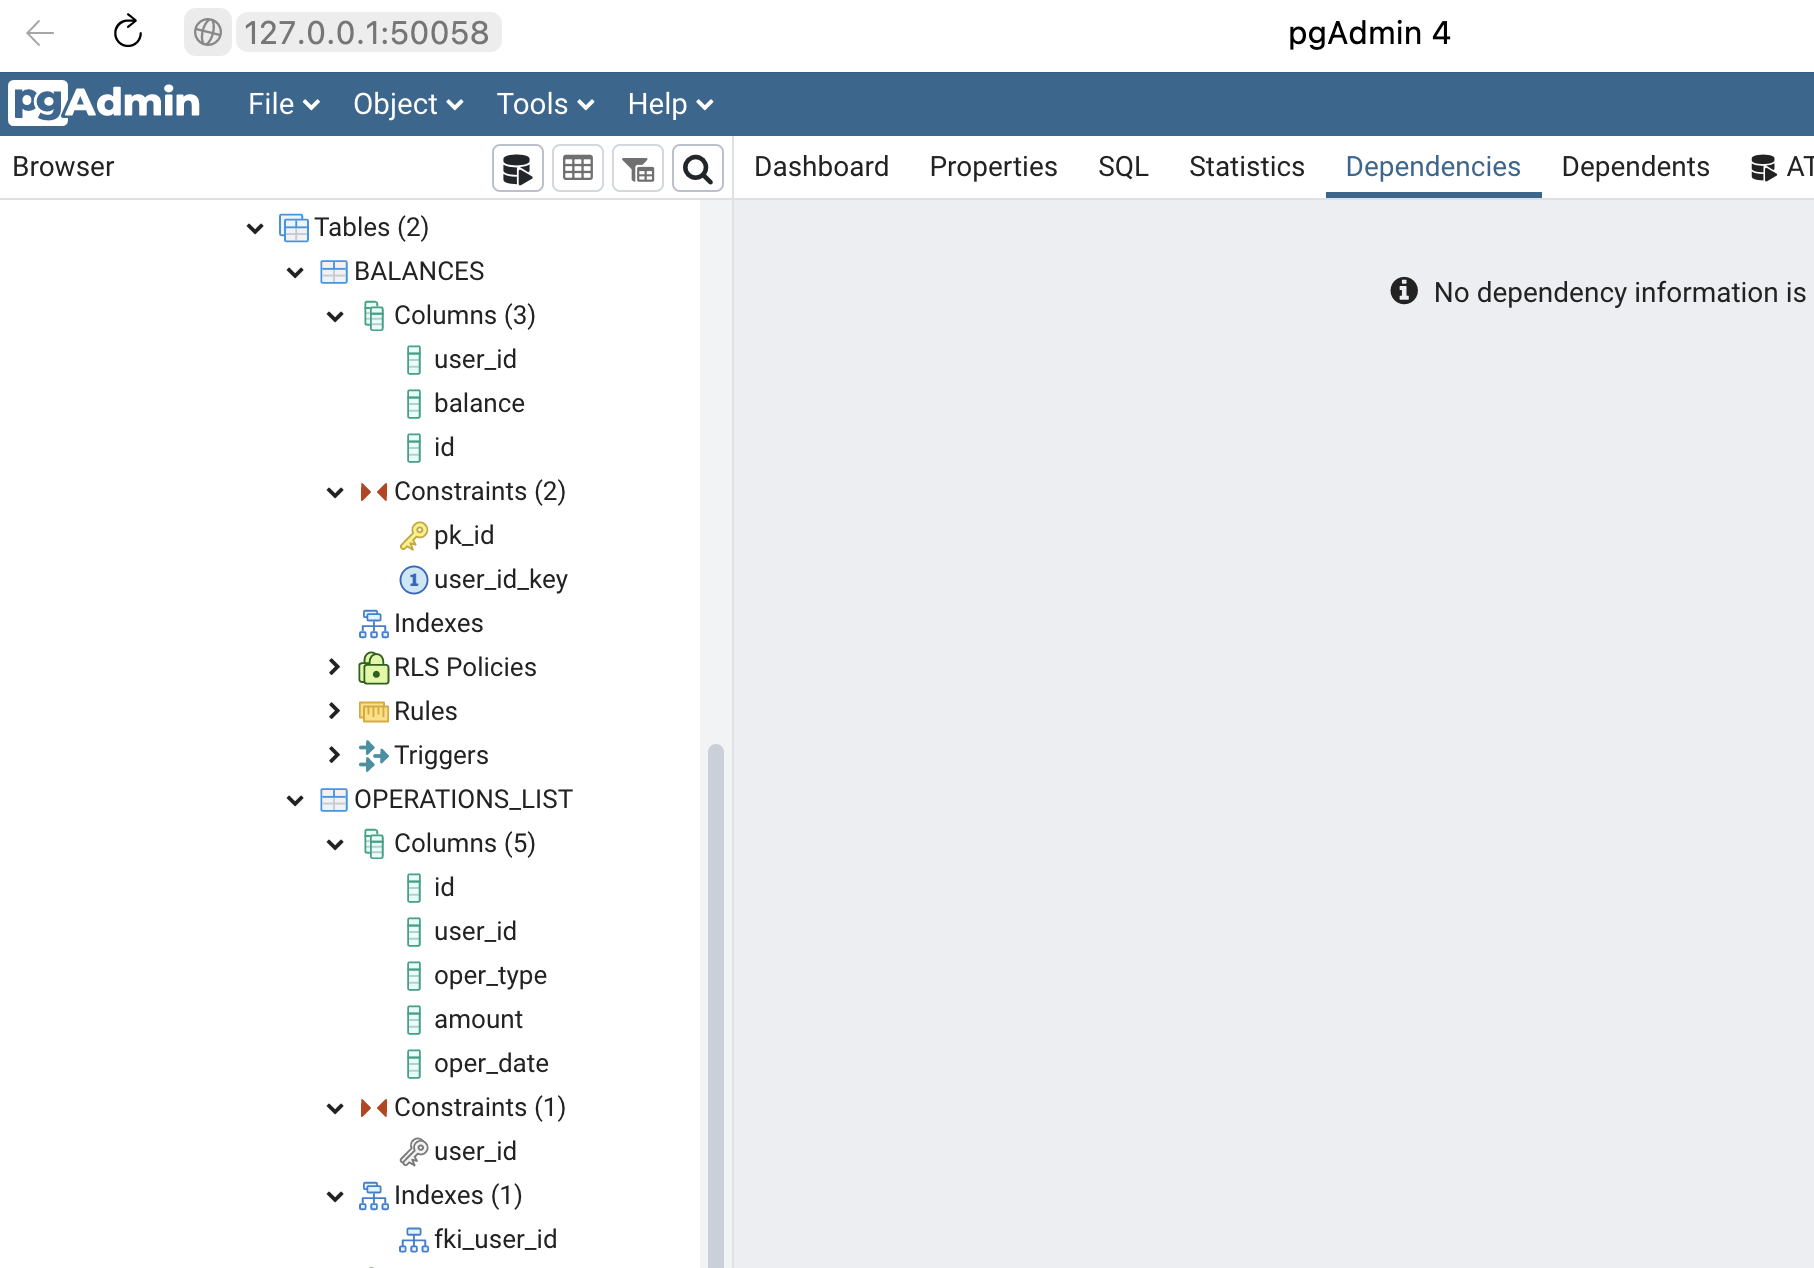 127.0.0.1:50058 pgAdmin 4
pgAdmin File Object Tools Help
Browser Dashboard Properties SQL Statistics Dependencies Dependents AT
Tables (2)
BALANCES
No dependency information is
Columns (3)
user_id
balance
id
Constraints (2)
pk_id
1 user_id_key
Indexes
RLS Policies
Rules
Triggers
OPERATIONS_LIST
Columns (5)
id
user_id
oper_type
amount
oper_date
Constraints (1)
user_id
Indexes (1)
fki_user_id